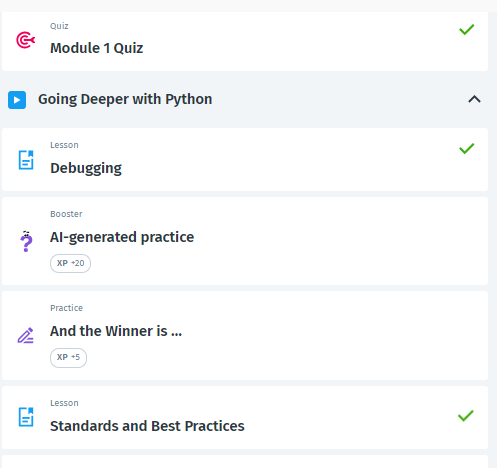 Quiz
Module 1 Quiz
Going Deeper with Python
Lesson
Debugging
Booster
AI-generated practice
XP +20
Practice
And the Winner is ...
XP +5
Lesson
Standards and Best Practices